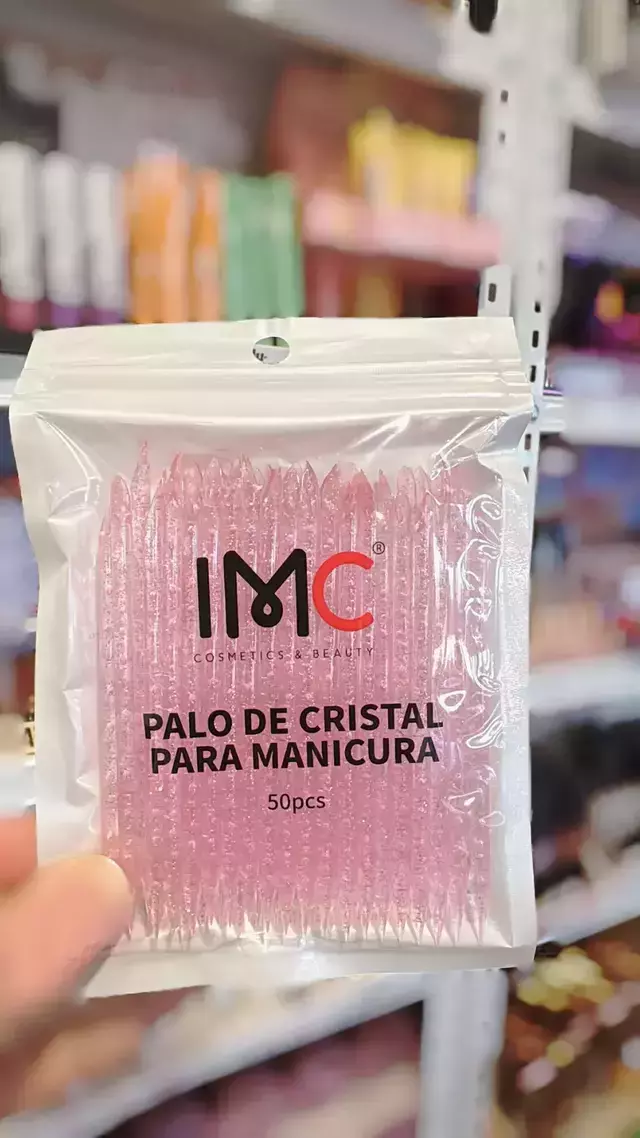 IMC®
COSMETICS & BEAUTY
PALO DE CRISTAL
PARA MANICURA
50pcs